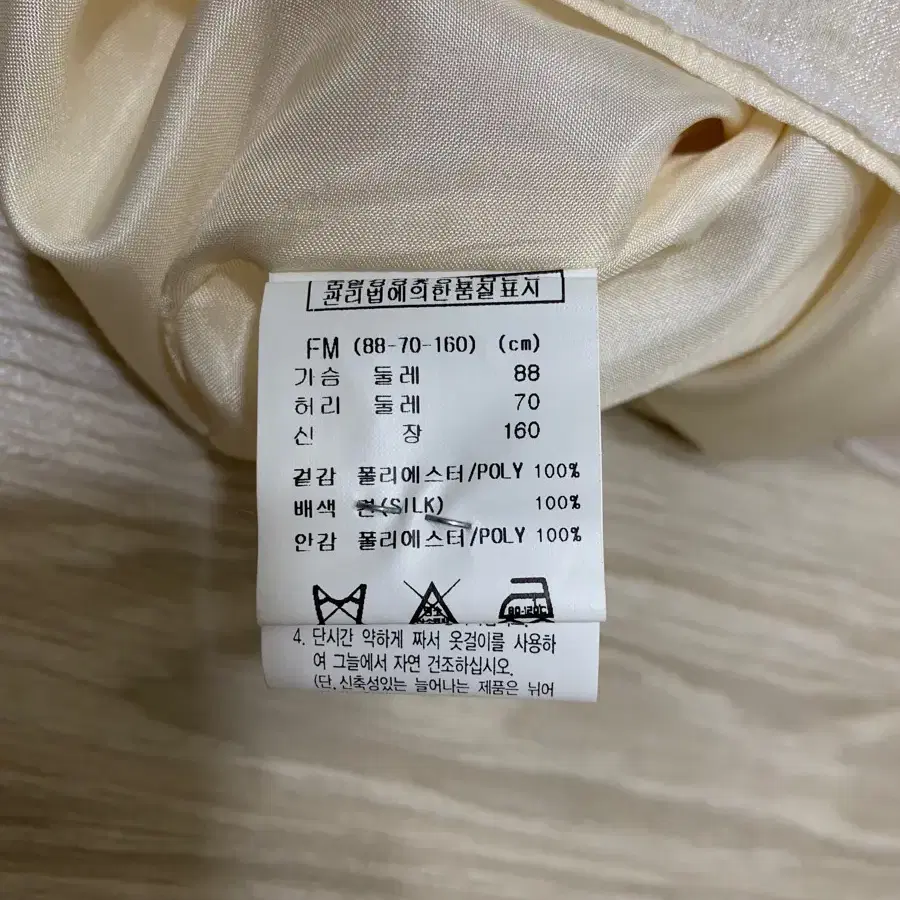 관리법에의한품질표시
FM (88-70-160) (cm)
가슴 둘레 88
허리 둘레 70
신 장 160
겉감 폴리에스터/POLY 100%
배색 견(SILK) 100%
안감 폴리에스터/POLY 100%
80-120℃
4. 단시간 약하게 짜서 옷걸이를 사용하
여 그늘에서 자연 건조하십시오.
(단, 신축성있는 늘어나는 제품은 뉘어